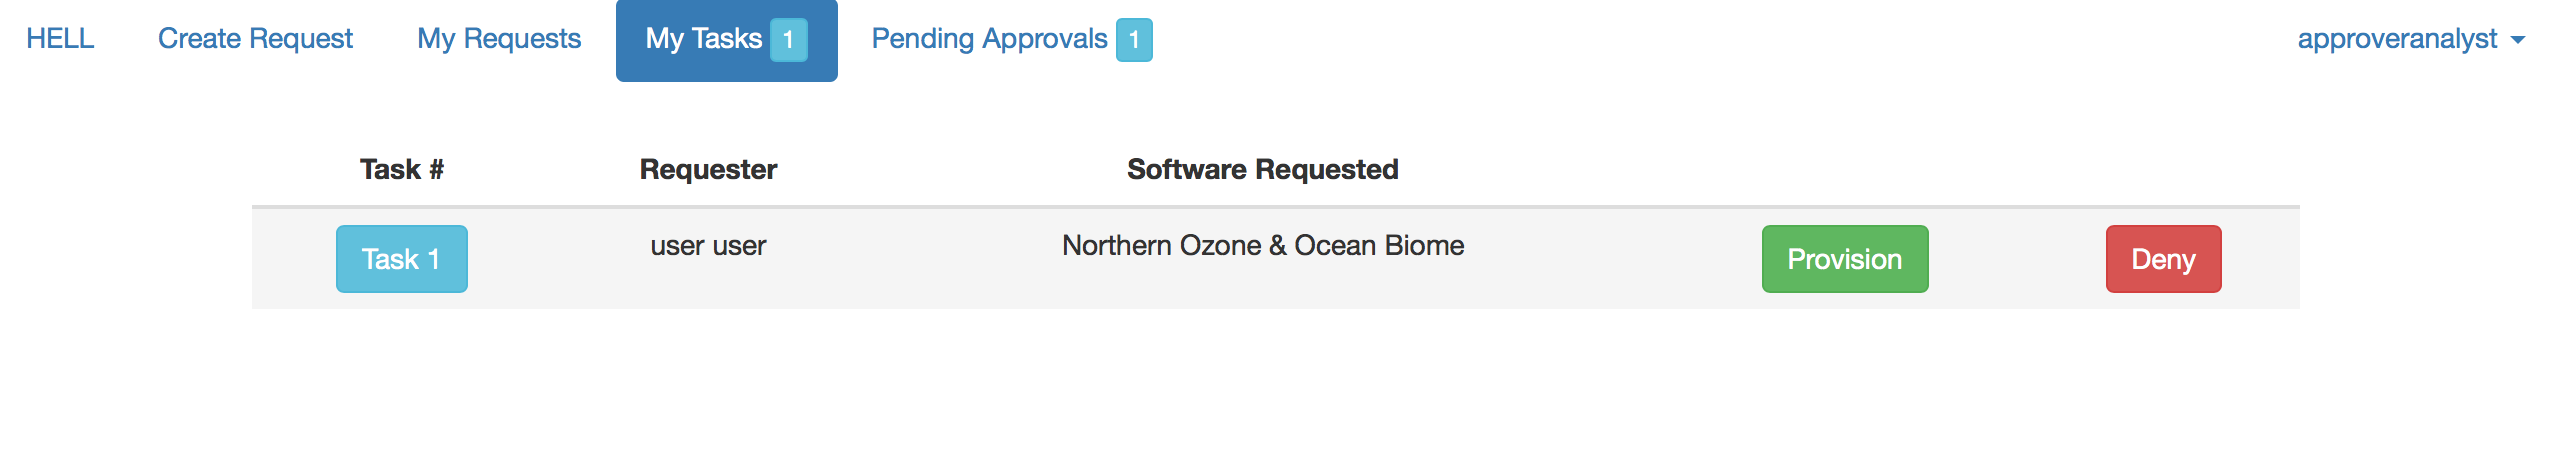 HELL Create Request My Requests My Tasks 1 Pending Approvals 1 approveranalyst
Task # Requester Software Requested
Task 1 user user Northern Ozone & Ocean Biome Provision Deny